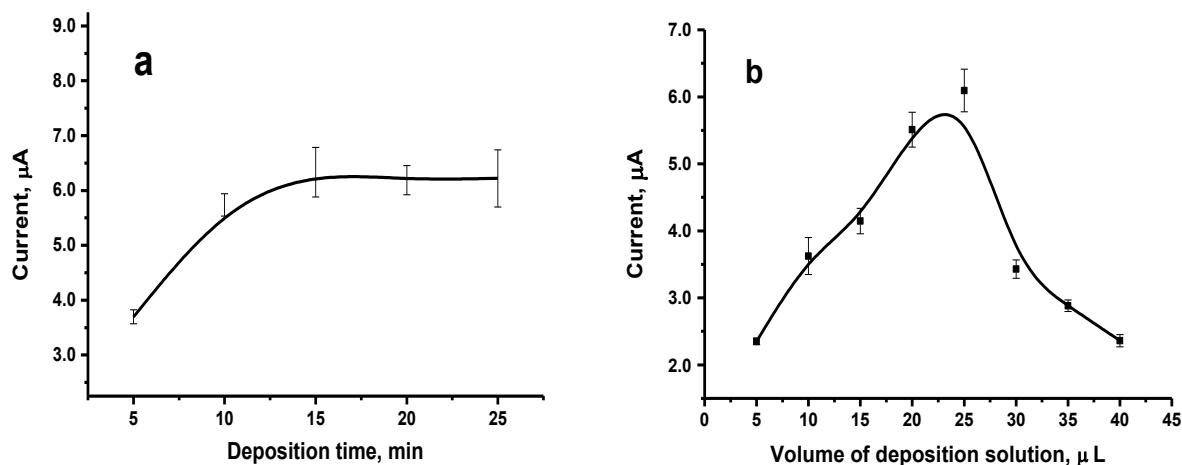 a
9.0
8.0
7.0
6.0
5.0
4.0
3.0
Current, μA
5 10 15 20 25
Deposition time, min
b
7.0
6.0
5.0
4.0
3.0
2.0
Current, μA
0 5 10 15 20 25 30 35 40 45
Volume of deposition solution, μ L